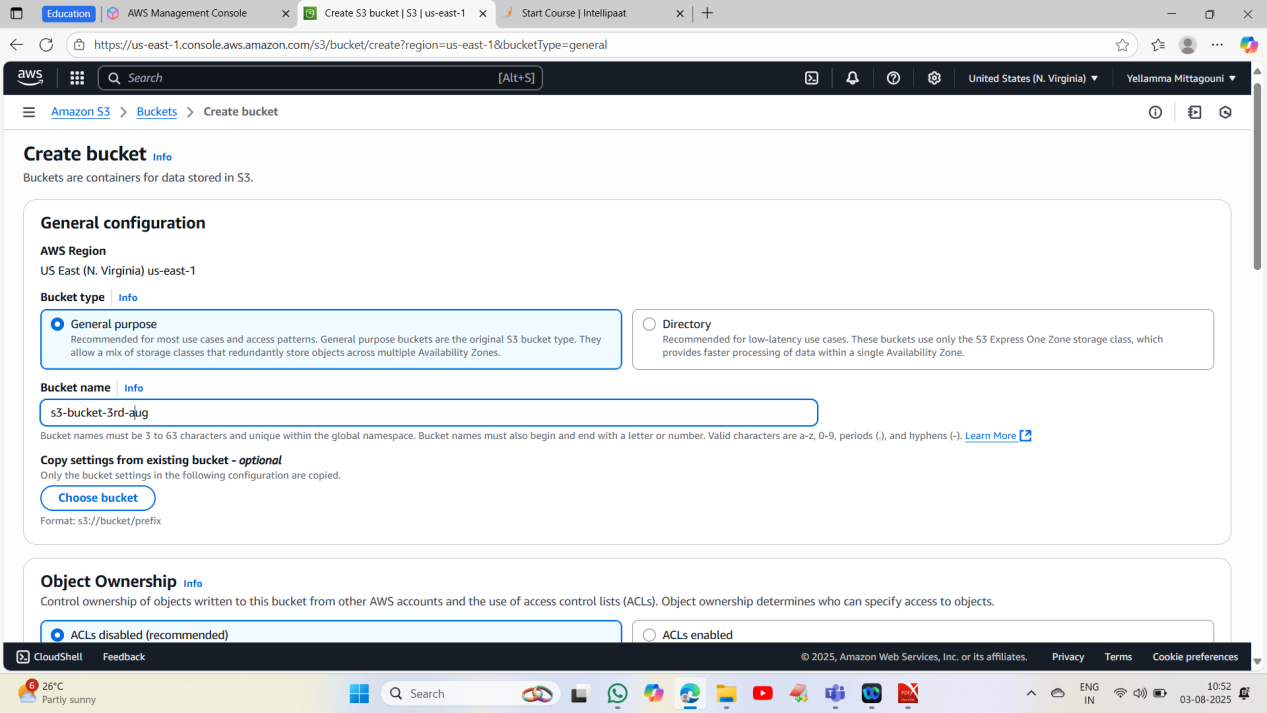 Education
AWS Management Console
Create S3 bucket | S3 | us-east-1
Start Course | Intellipaat
https://us-east-1.console.aws.amazon.com/s3/bucket/create?region=us-east-1&bucketType=general
aws
Search
[Alt+S]
United States (N. Virginia)
Yellamma Mittagouni
Amazon S3
Buckets
Create bucket
Create bucket Info
Buckets are containers for data stored in S3.
General configuration
AWS Region
US East (N. Virginia) us-east-1
Bucket type Info
General purpose
Recommended for most use cases and access patterns. General purpose buckets are the original S3 bucket type. They
allow a mix of storage classes that redundantly store objects across multiple Availability Zones.
Directory
Recommended for low-latency use cases. These buckets use only the S3 Express One Zone storage class, which
provides faster processing of data within a single Availability Zone.
Bucket name Info
s3-bucket-3rd-aug
Bucket names must be 3 to 63 characters and unique within the global namespace. Bucket names must also begin and end with a letter or number. Valid characters are a-z, 0-9, periods (.), and hyphens (-). Learn More
Copy settings from existing bucket - optional
Only the bucket settings in the following configuration are copied.
Choose bucket
Format: s3://bucket/prefix
Object Ownership Info
Control ownership of objects written to this bucket from other AWS accounts and the use of access control lists (ACLs). Object ownership determines who can specify access to objects.
ACLs disabled (recommended)
ACLs enabled
CloudShell
Feedback
© 2025, Amazon Web Services, Inc. or its affiliates.
Privacy
Terms
Cookie preferences
6
26°C
Partly sunny
Search
ENG
IN
10:52
03-08-2025